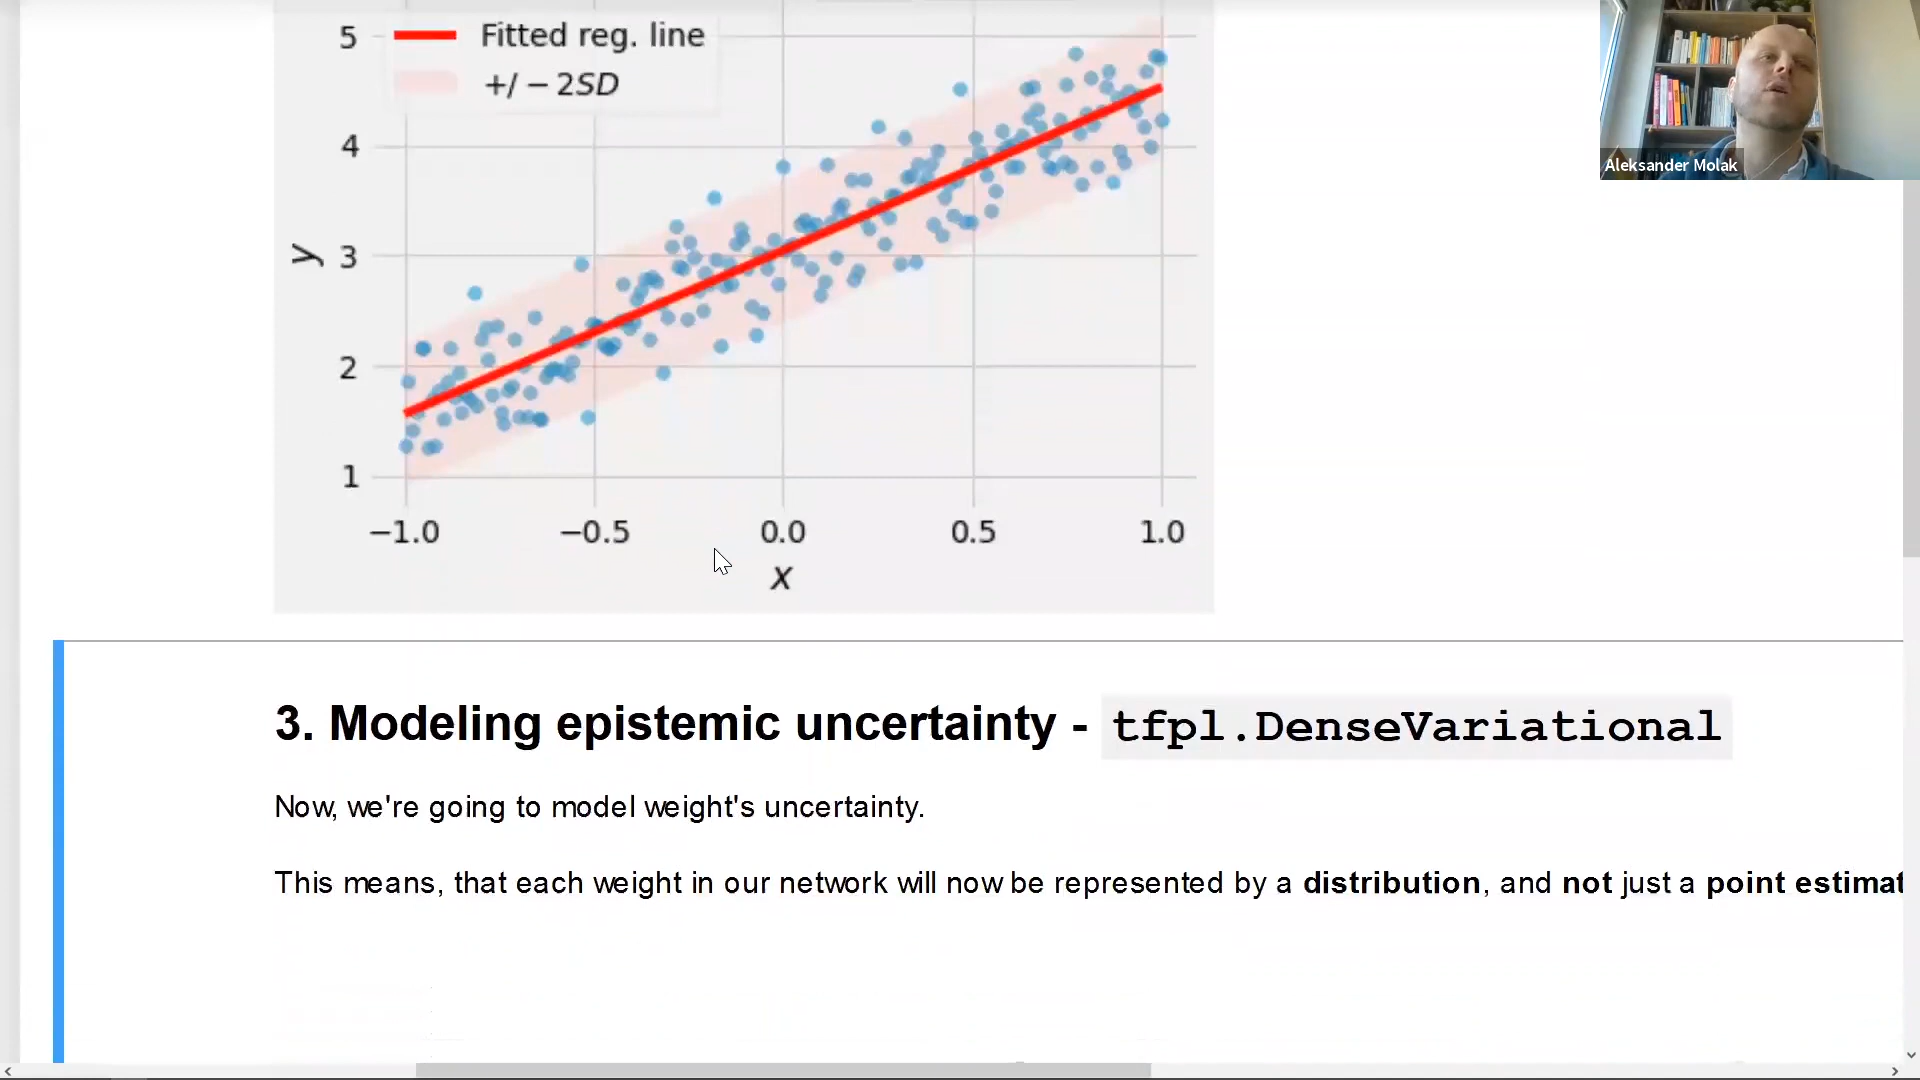 5
Fitted reg. line
+/ − 2SD
Aleksander Molak
4
y
3
2
1
−1.0 −0.5 0.0 0.5 1.0
x
3. Modeling epistemic uncertainty - tfpl.DenseVariational
Now, we're going to model weight's uncertainty.
This means, that each weight in our network will now be represented by a distribution, and not just a point estimat